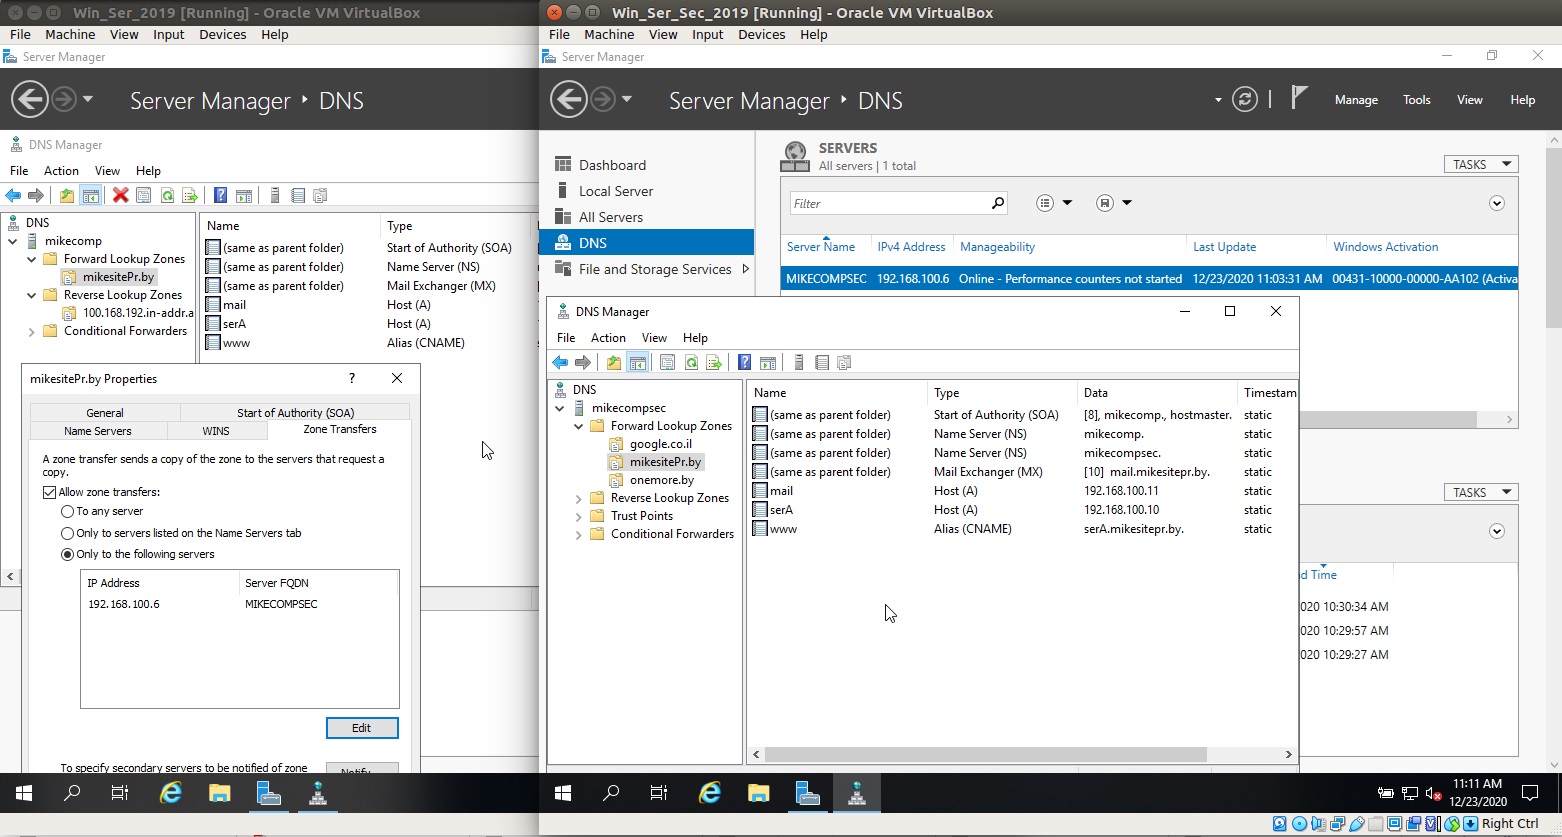 Win_Ser_2019 [Running] - Oracle VM VirtualBox
File Machine View Input Devices Help
Server Manager
Server Manager ‣ DNS
DNS Manager
File Action View Help
DNS
mikecomp
Forward Lookup Zones
mikesitePr.by
Reverse Lookup Zones
100.168.192.in-addr.a
Conditional Forwarders
Name Type
(same as parent folder) Start of Authority (SOA)
(same as parent folder) Name Server (NS)
(same as parent folder) Mail Exchanger (MX)
mail Host (A)
serA Host (A)
www Alias (CNAME)
mikesitePr.by Properties
General Start of Authority (SOA)
Name Servers WINS Zone Transfers
A zone transfer sends a copy of the zone to the servers that request a
copy.
Allow zone transfers:
To any server
Only to servers listed on the Name Servers tab
Only to the following servers
IP Address Server FQDN
192.168.100.6 MIKECOMPSEC
Edit
To specify secondary servers to be notified of zone
Notify...
Win_Ser_Sec_2019 [Running] - Oracle VM VirtualBox
File Machine View Input Devices Help
Server Manager
Server Manager ‣ DNS
Manage Tools View Help
Dashboard
Local Server
All Servers
DNS
File and Storage Services
SERVERS
All servers | 1 total
TASKS
Filter
Server Name IPv4 Address Manageability Last Update Windows Activation
MIKECOMPSEC 192.168.100.6 Online - Performance counters not started 12/23/2020 11:03:31 AM 00431-10000-00000-AA102 (Activa
DNS Manager
File Action View Help
DNS
mikecompsec
Forward Lookup Zones
google.co.il
mikesitePr.by
onemore.by
Reverse Lookup Zones
Trust Points
Conditional Forwarders
Name Type Data Timestam
(same as parent folder) Start of Authority (SOA) [8], mikecomp., hostmaster. static
(same as parent folder) Name Server (NS) mikecomp. static
(same as parent folder) Name Server (NS) mikecompsec. static
(same as parent folder) Mail Exchanger (MX) [10] mail.mikesitepr.by. static
mail Host (A) 192.168.100.11 static
serA Host (A) 192.168.100.10 static
www Alias (CNAME) serA.mikesitepr.by. static
TASKS
d Time
020 10:30:34 AM
020 10:29:57 AM
020 10:29:27 AM
11:11 AM
12/23/2020
Right Ctrl